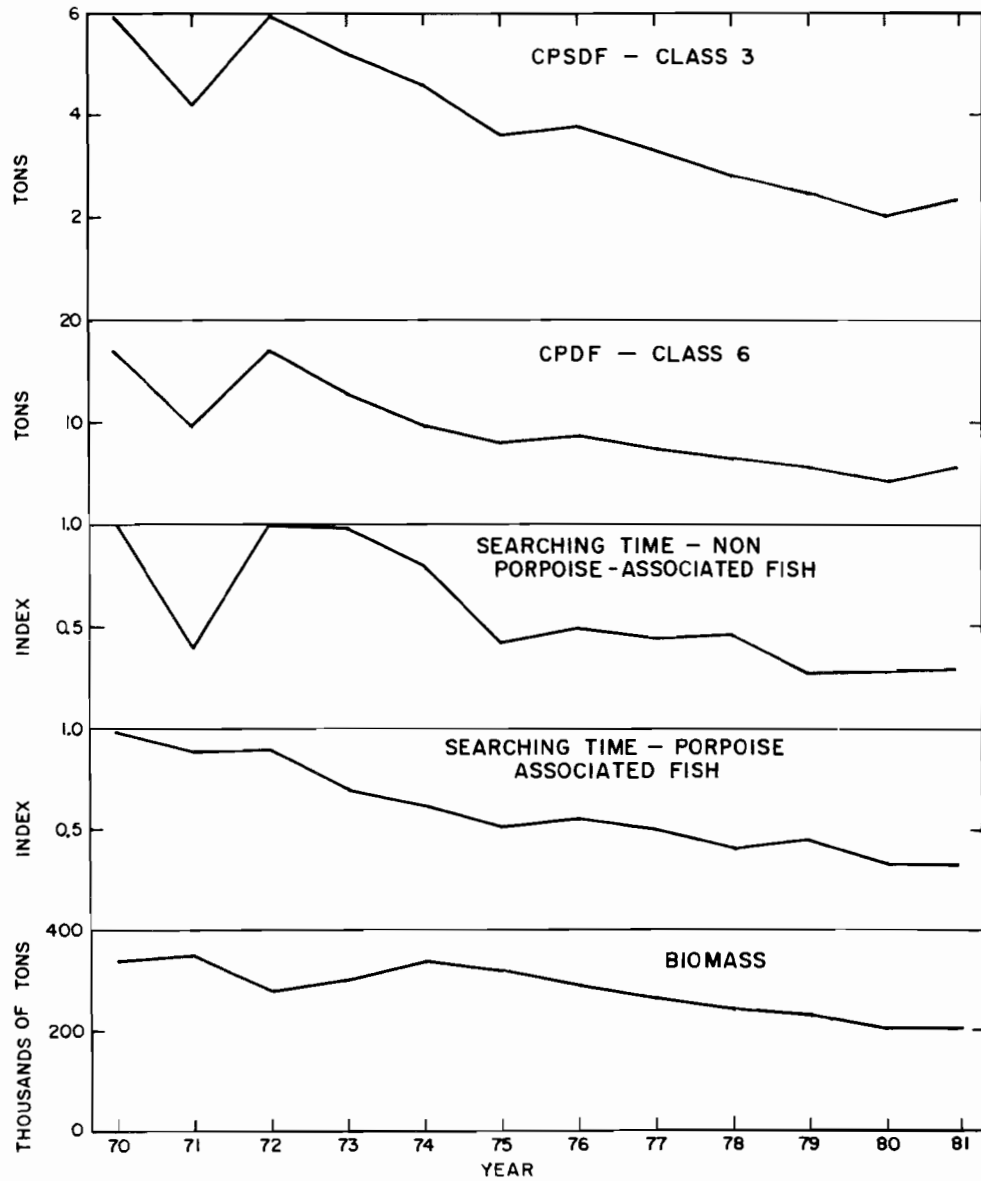 6
CPSDF – CLASS 3
4
TONS
2
20
CPDF – CLASS 6
TONS
10
1.0
SEARCHING TIME – NON
PORPOISE-ASSOCIATED FISH
INDEX
0.5
1.0
SEARCHING TIME – PORPOISE
ASSOCIATED FISH
INDEX
0.5
400
BIOMASS
THOUSANDS OF TONS
200
0
70 71 72 73 74 75 76 77 78 79 80 81
YEAR